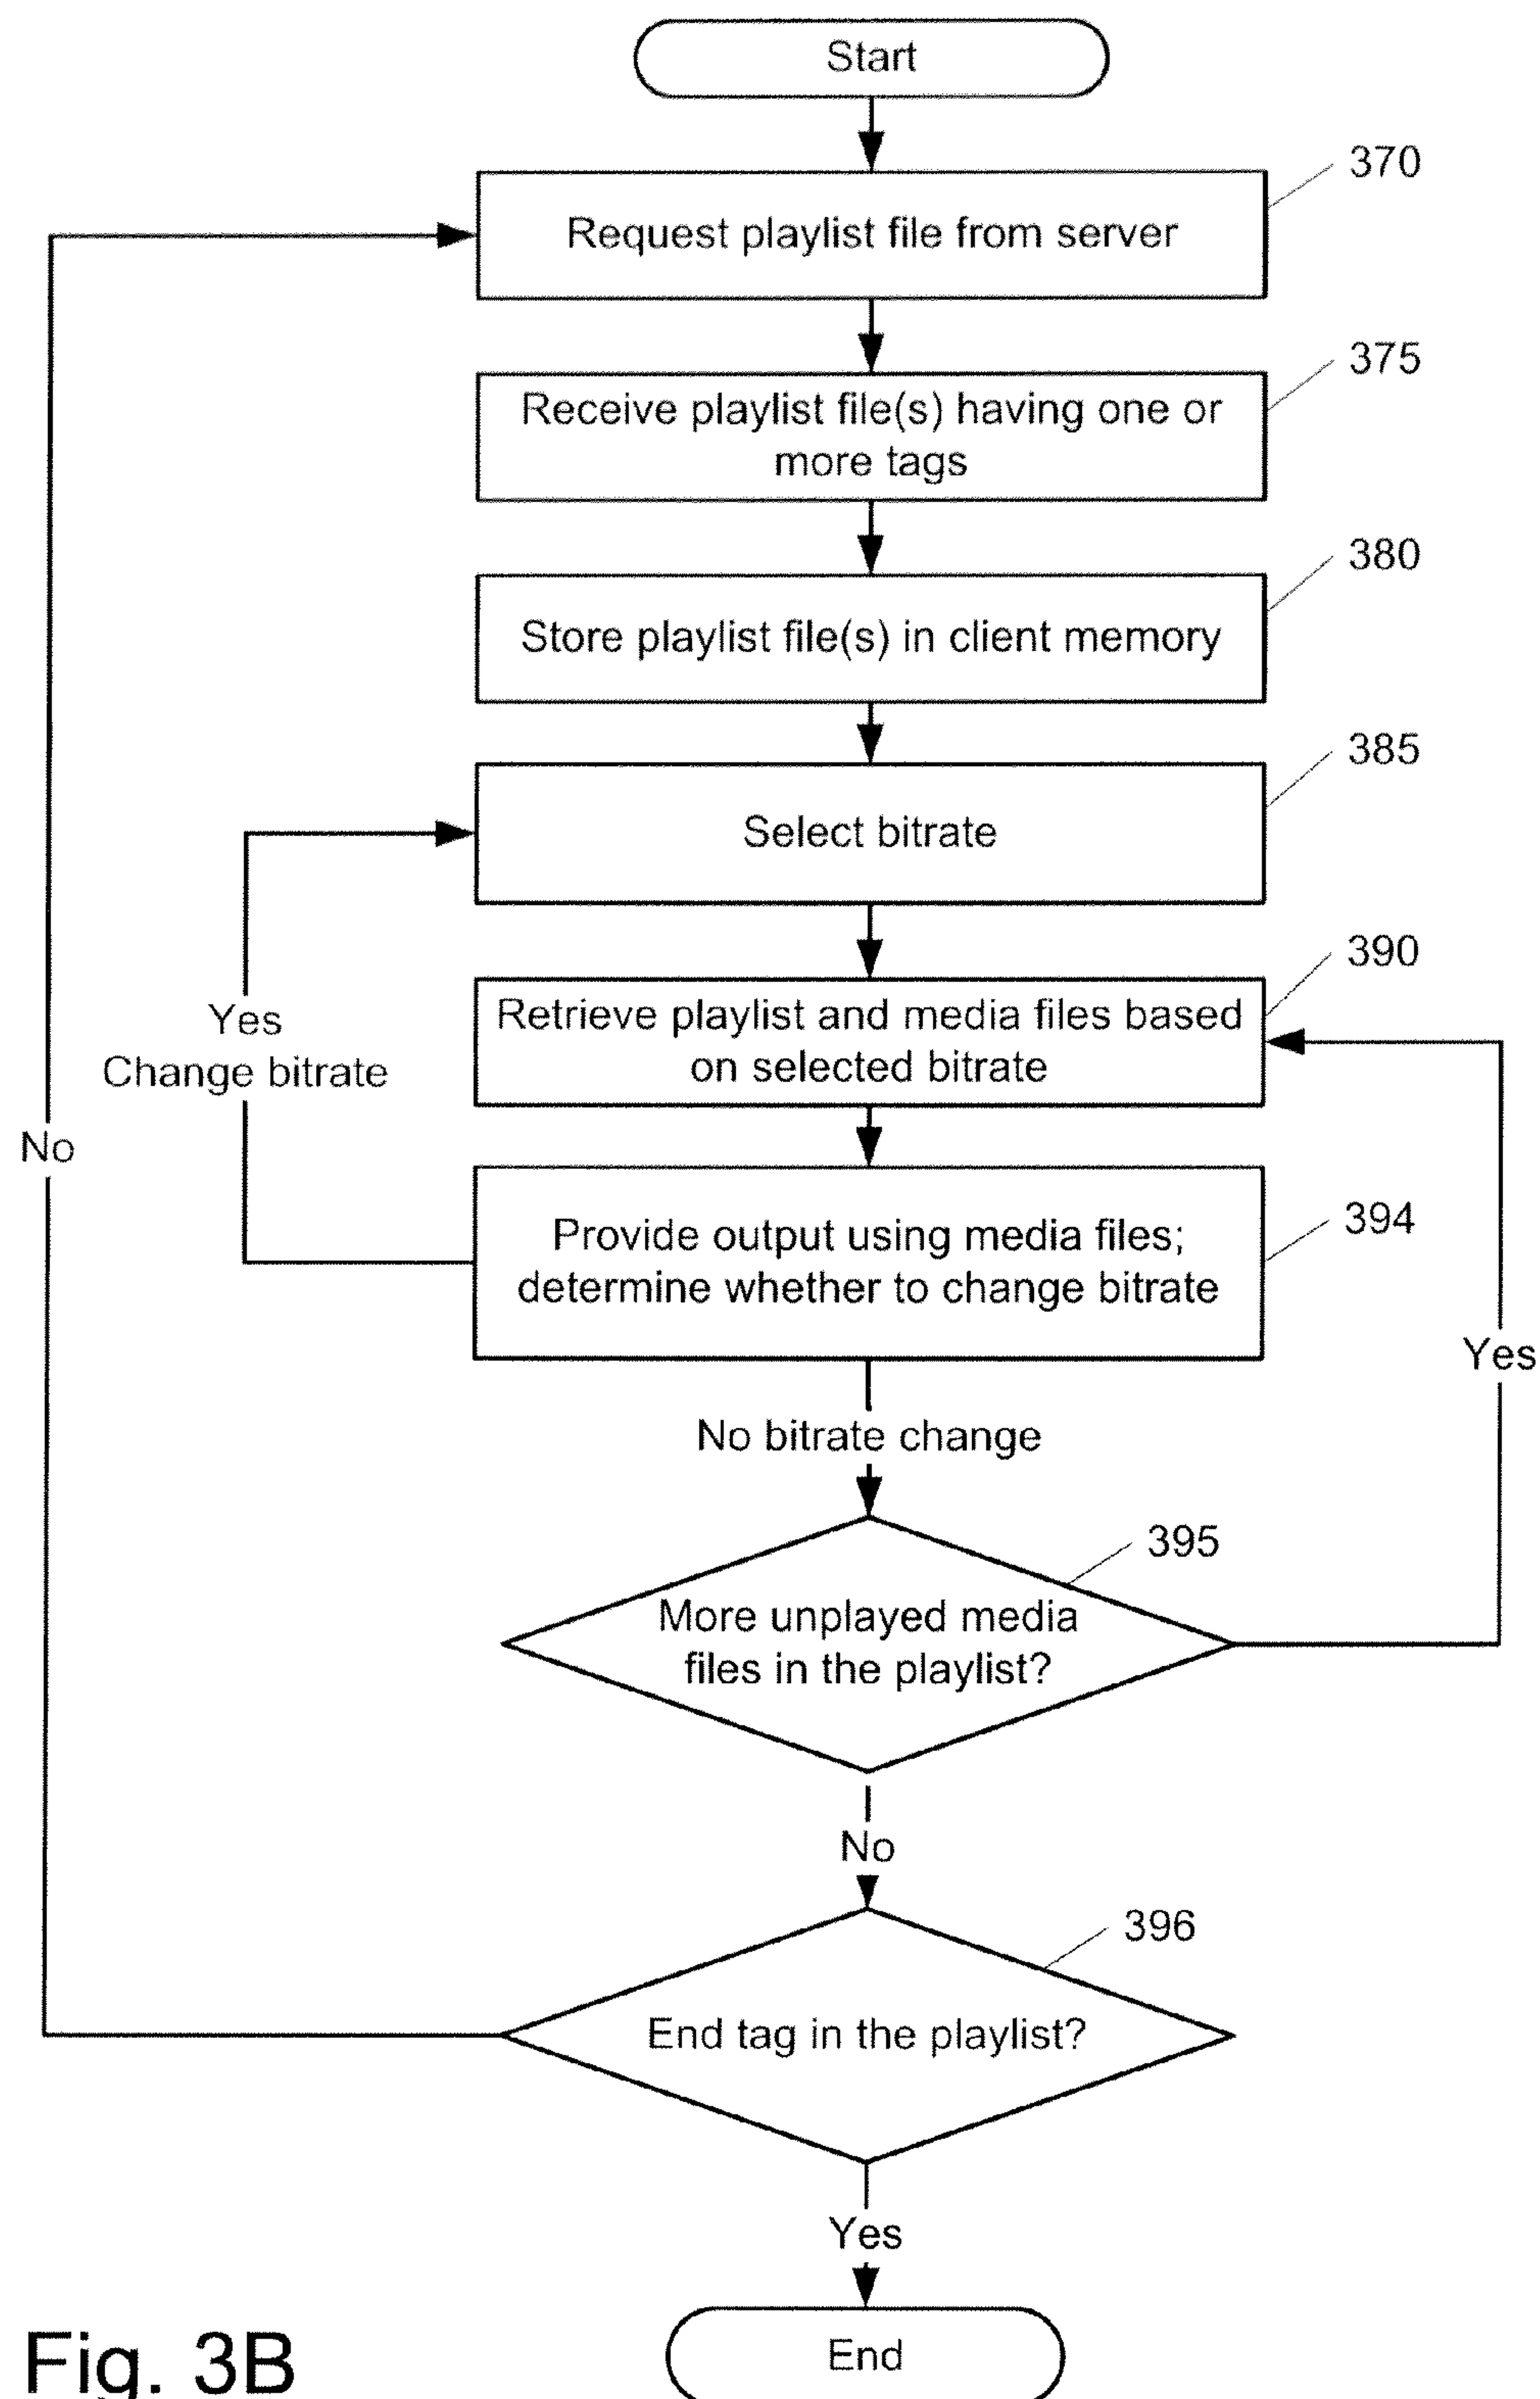 Start
370
Request playlist file from server
375
Receive playlist file(s) having one or
more tags
380
Store playlist file(s) in client memory
385
Select bitrate
390
Retrieve playlist and media files based
on selected bitrate
Yes
Change bitrate
No
394
Provide output using media files;
determine whether to change bitrate
Yes
No bitrate change
395
More unplayed media
files in the playlist?
No
396
End tag in the playlist?
Yes
End
Fig. 3B